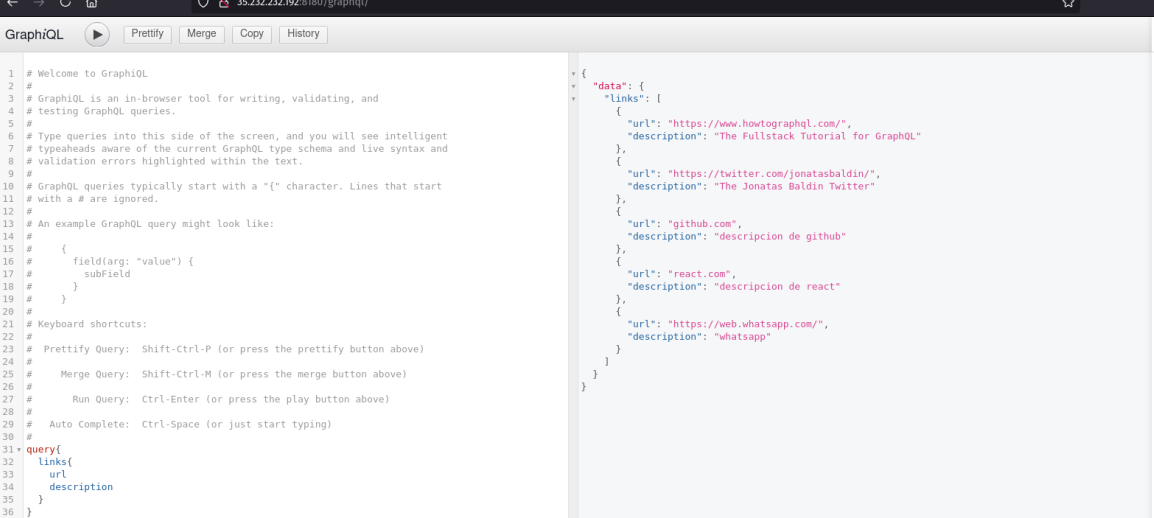 35.232.232.192:8180/graphql/
GraphiQL Prettify Merge Copy History
1 # Welcome to GraphiQL
2 #
3 # GraphiQL is an in-browser tool for writing, validating, and
4 # testing GraphQL queries.
5 #
6 # Type queries into this side of the screen, and you will see intelligent
7 # typeaheads aware of the current GraphQL type schema and live syntax and
8 # validation errors highlighted within the text.
9 #
10 # GraphQL queries typically start with a "{" character. Lines that start
11 # with a # are ignored.
12 #
13 # An example GraphQL query might look like:
14 #
15 #     {
16 #       field(arg: "value") {
17 #         subField
18 #       }
19 #     }
20 #
21 # Keyboard shortcuts:
22 #
23 #  Prettify Query:  Shift-Ctrl-P (or press the prettify button above)
24 #
25 #     Merge Query:  Shift-Ctrl-M (or press the merge button above)
26 #
27 #       Run Query:  Ctrl-Enter (or press the play button above)
28 #
29 #   Auto Complete:  Ctrl-Space (or just start typing)
30 #
31 query{
32   links{
33     url
34     description
35   }
36 }
{
  "data": {
    "links": [
      {
        "url": "https://www.howtographql.com/",
        "description": "The Fullstack Tutorial for GraphQL"
      },
      {
        "url": "https://twitter.com/jonatasbaldin/",
        "description": "The Jonatas Baldin Twitter"
      },
      {
        "url": "github.com",
        "description": "descripcion de github"
      },
      {
        "url": "react.com",
        "description": "descripcion de react"
      },
      {
        "url": "https://web.whatsapp.com/",
        "description": "whatsapp"
      }
    ]
  }
}